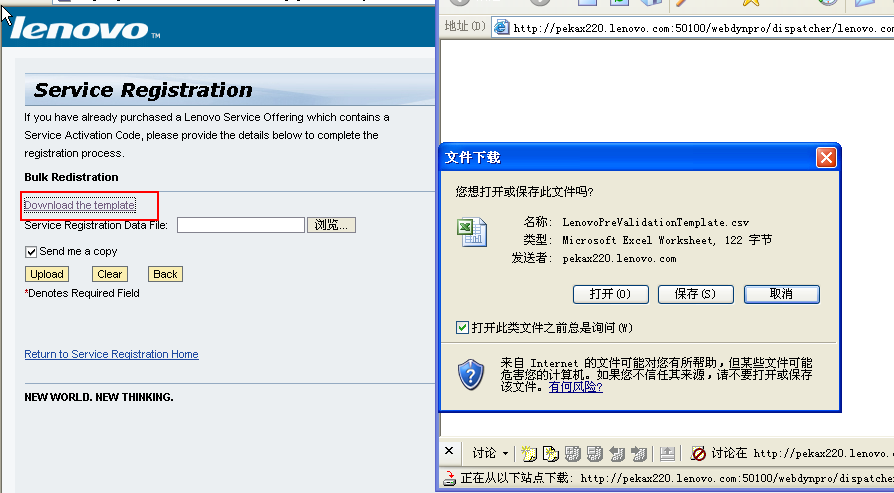 lenovo™
Service Registration
If you have already purchased a Lenovo Service Offering which contains a
Service Activation Code, please provide the details below to complete the
registration process.
Bulk Redistration
Download the template
Service Registration Data File:
浏览...
Send me a copy
Upload
Clear
Back
*Denotes Required Field
Return to Service Registration Home
NEW WORLD. NEW THINKING.
地址(D)
http://pekax220.lenovo.com:50100/webdynpro/dispatcher/lenovo.com
文件下载
您想打开或保存此文件吗?
名称: LenovoPreValidationTemplate.csv
类型: Microsoft Excel Worksheet, 122 字节
发送者: pekax220.lenovo.com
打开(O)
保存(S)
取消
打开此类文件之前总是询问(W)
来自 Internet 的文件可能对您有所帮助，但某些文件可能
危害您的计算机。如果您不信任其来源，请不要打开或保存
该文件。有何风险?
讨论
讨论在 http://pekax220.lenovo.
正在从以下站点下载: http://pekax220.lenovo.com:50100/webdynpro/dispatcher